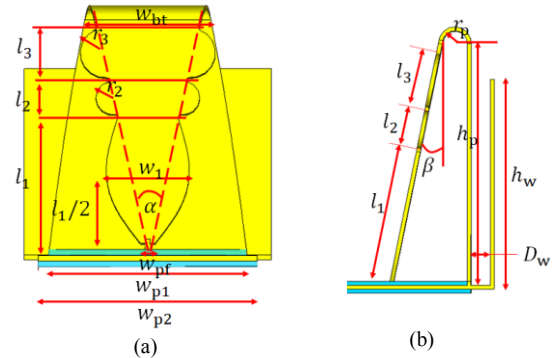 w_bt
r_3
l_3
r_2
l_2
w_1
l_1
l_1/2
α
w_pf
w_p1
w_p2
(a)
r_p
l_3
l_2
h_p
β
h_w
l_1
D_w
(b)